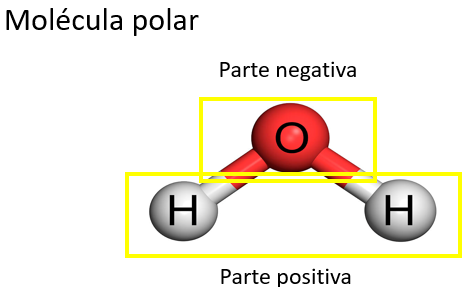 Molécula polar
Parte negativa
O
H H
Parte positiva